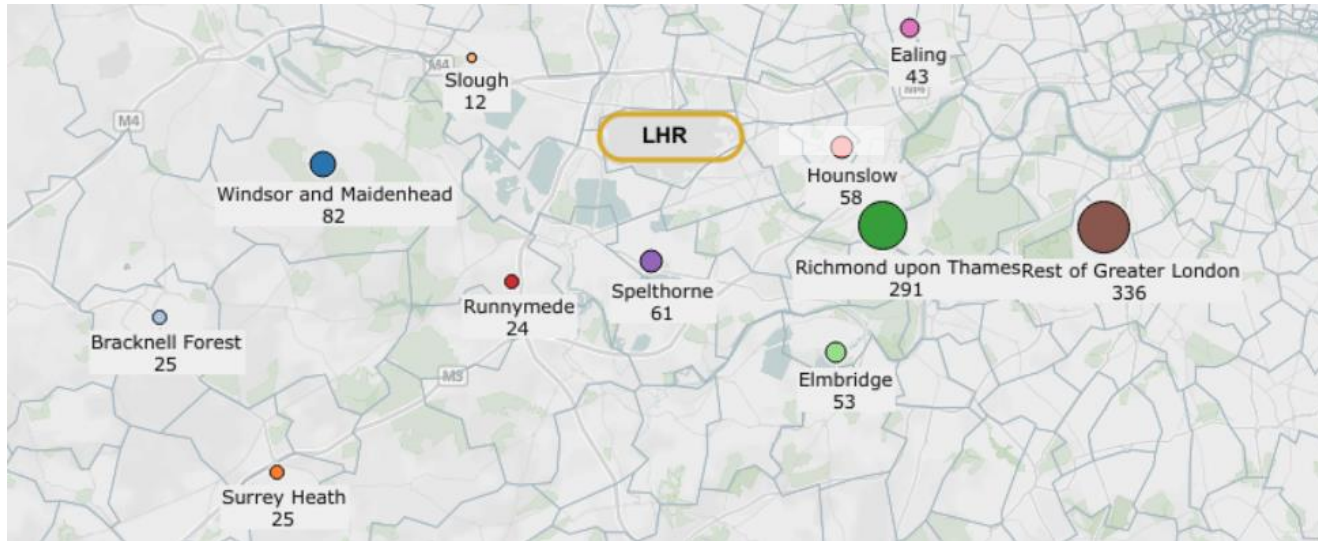 Ealing
43
M4
Slough
12
M4
LHR
M4
Windsor and Maidenhead
82
Hounslow
58
Richmond upon Thames
291
Rest of Greater London
336
Spelthorne
61
Runnymede
24
Bracknell Forest
25
Elmbridge
53
M3
Surrey Heath
25